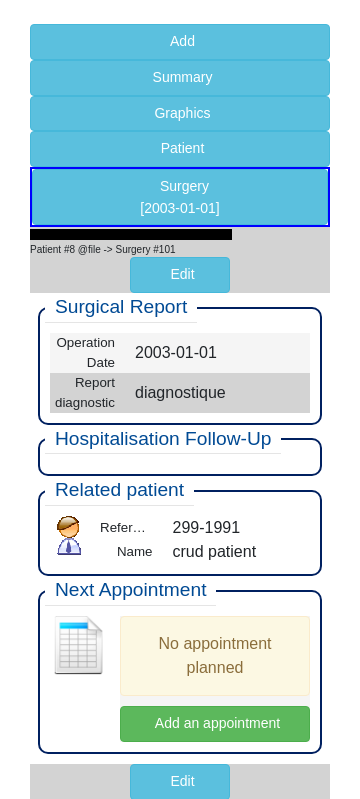 Add
Summary
Graphics
Patient
Surgery
[2003-01-01]
Patient #8 @file -> Surgery #101
Edit
Surgical Report
Operation
Date
2003-01-01
Report
diagnostic
diagnostique
Hospitalisation Follow-Up
Related patient
Refer… 299-1991
Name crud patient
Next Appointment
No appointment
planned
Add an appointment
Edit